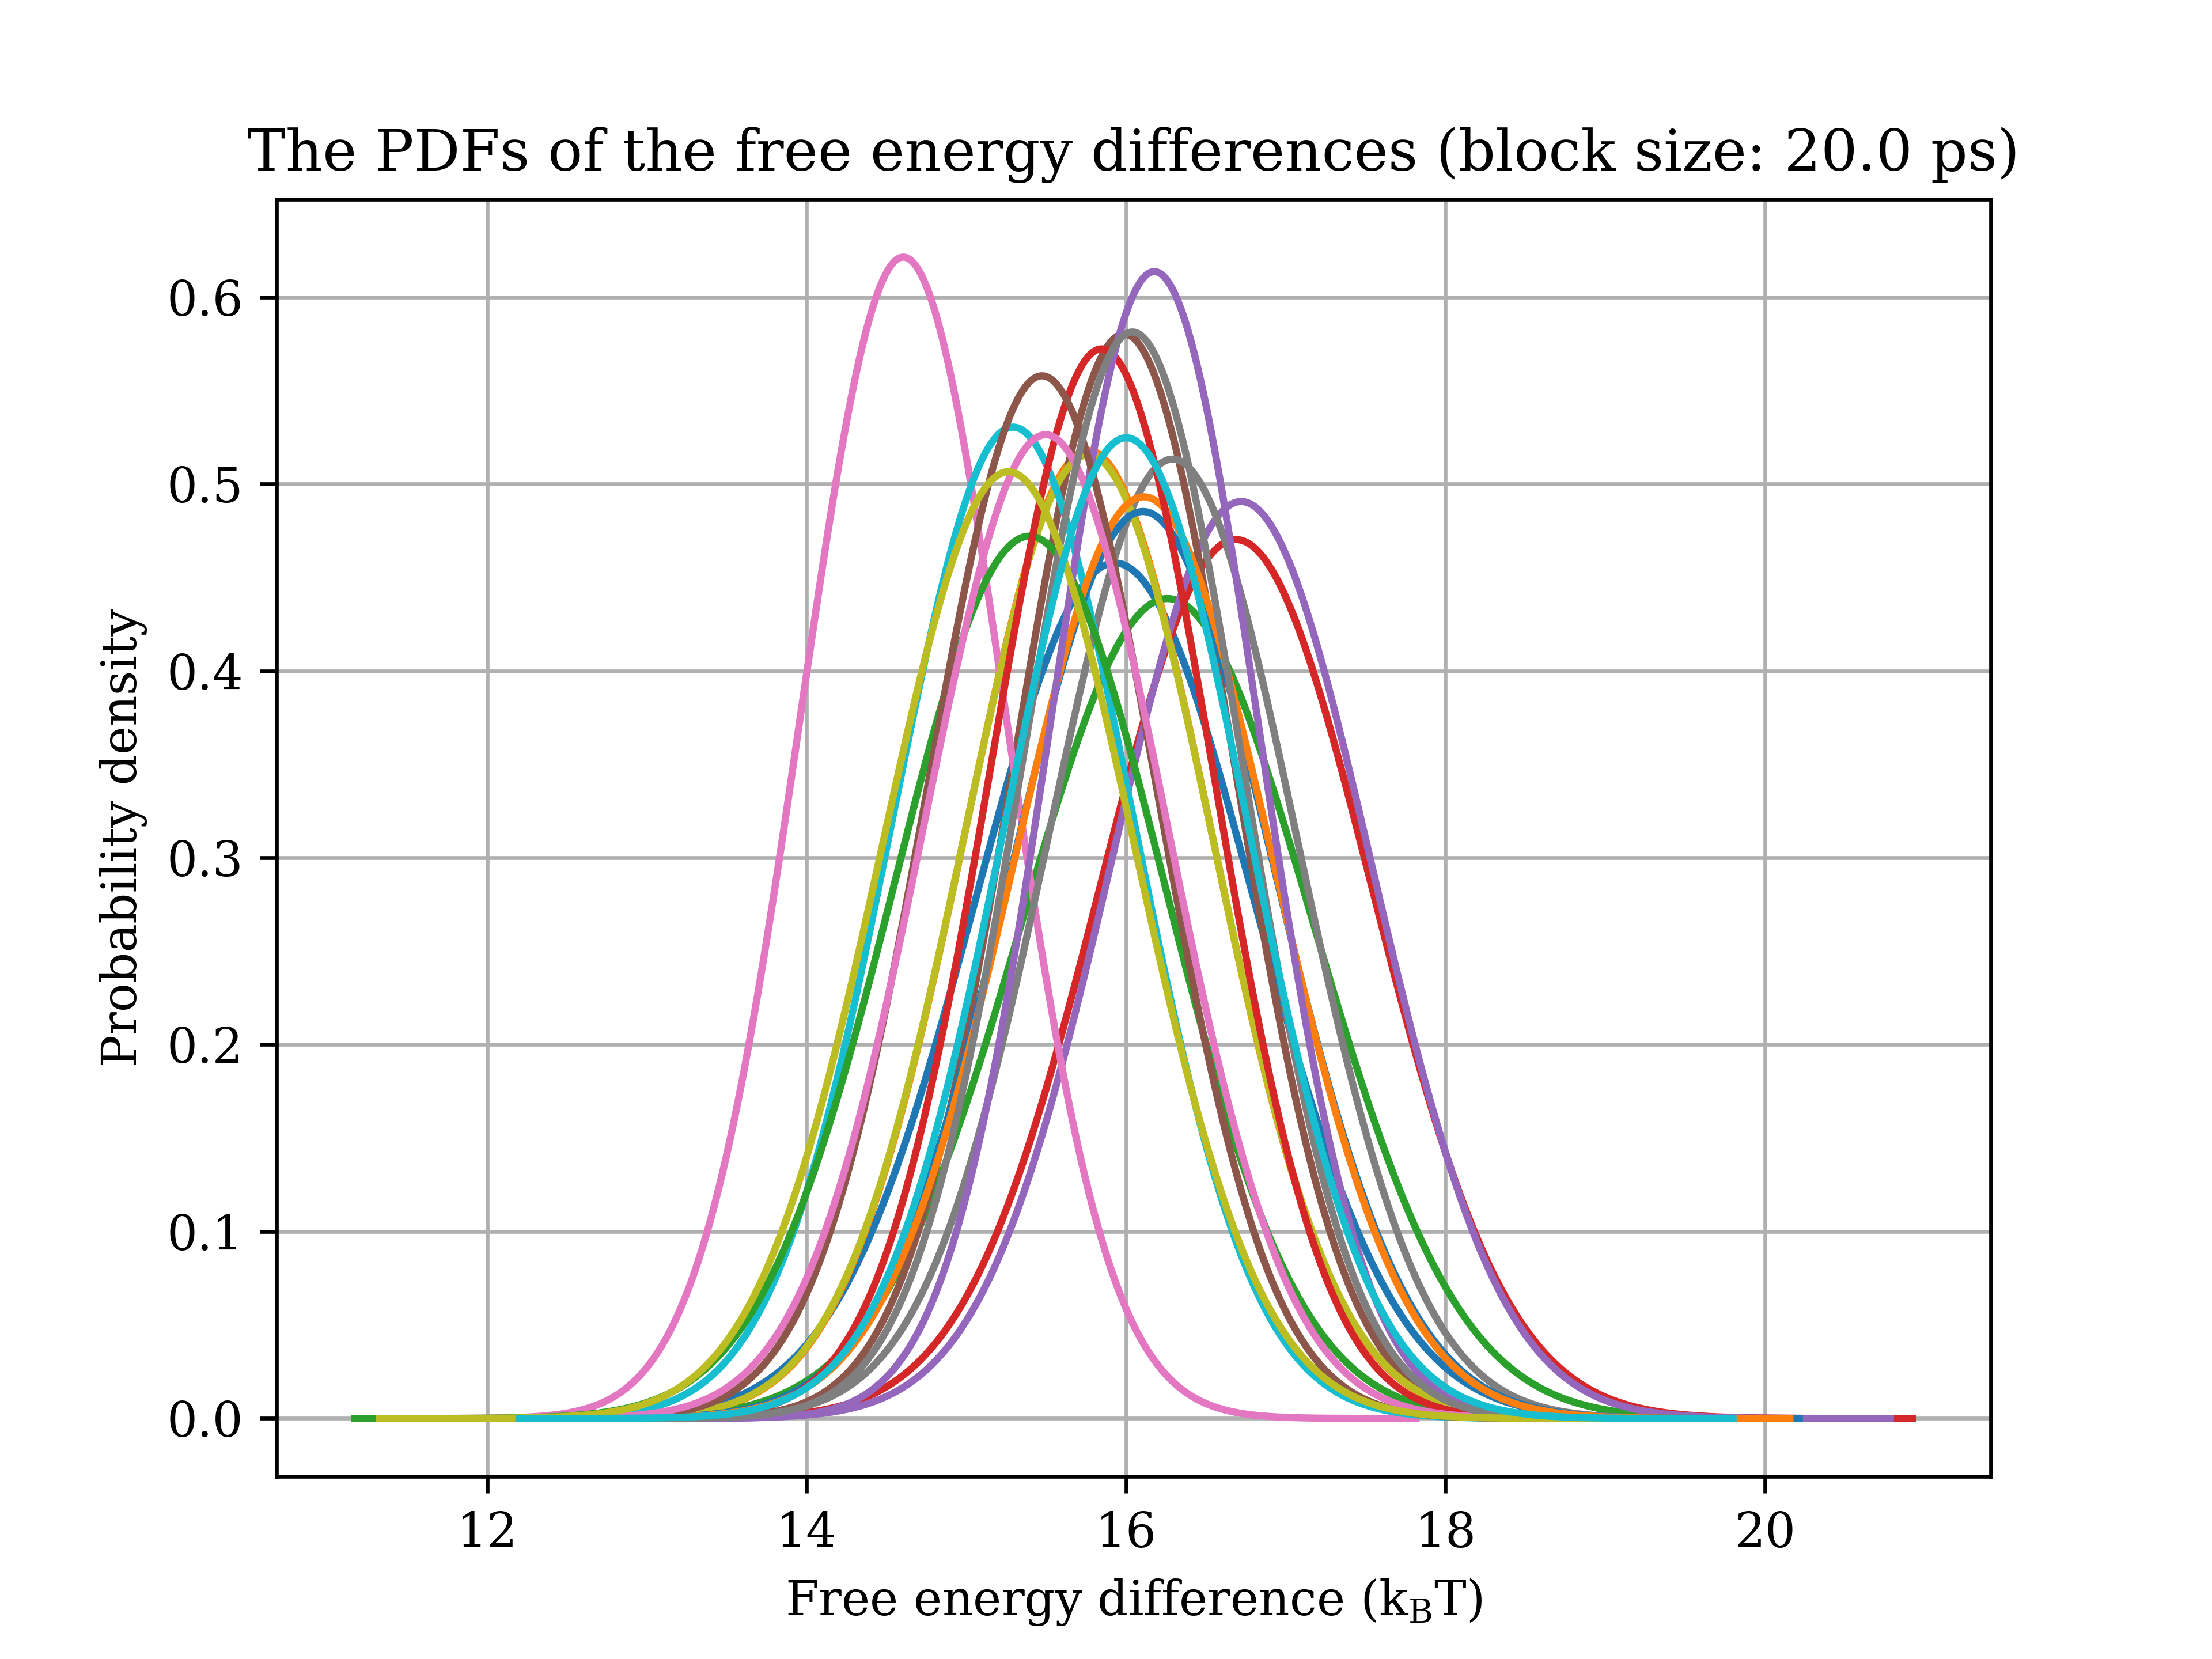 The PDFs of the free energy differences (block size: 20.0 ps)
0.6
0.5
0.4
0.3
0.2
0.1
0.0
Probability density
12 14 16 18 20
Free energy difference (k_BT)